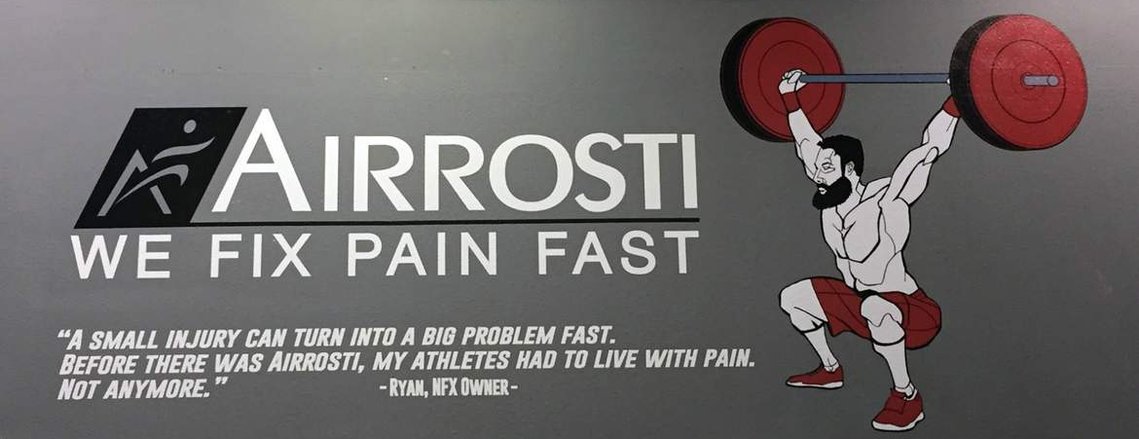 AIRROSTI
WE FIX PAIN FAST
“A SMALL INJURY CAN TURN INTO A BIG PROBLEM FAST.
BEFORE THERE WAS AIRROSTI, MY ATHLETES HAD TO LIVE WITH PAIN.
NOT ANYMORE.” -RYAN, NFX OWNER-